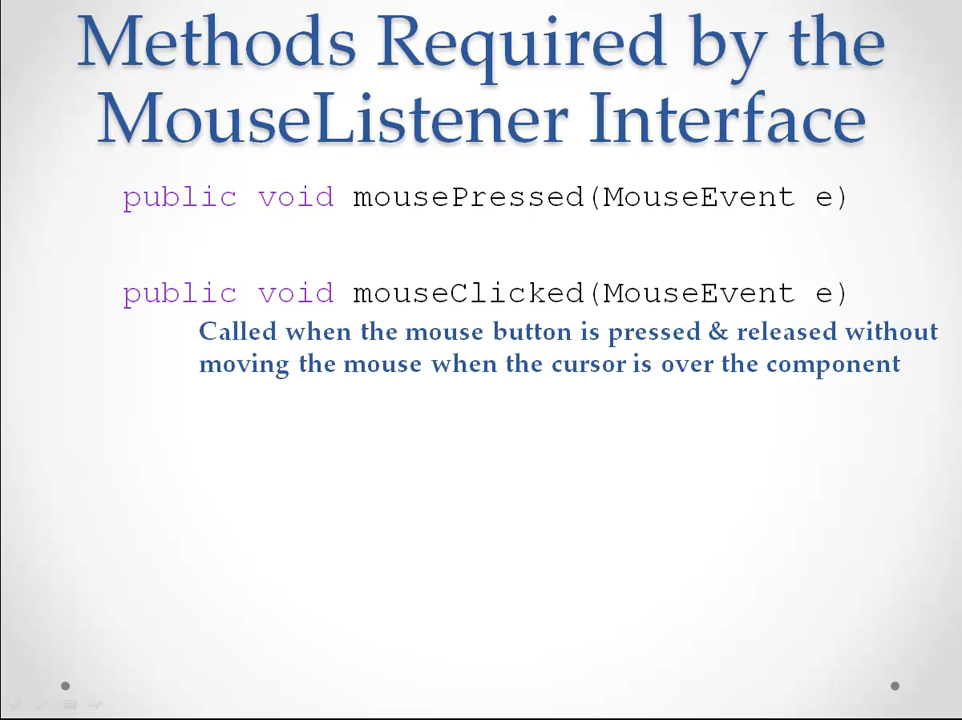 Methods Required by the
MouseListener Interface
public void mousePressed(MouseEvent e)
public void mouseClicked(MouseEvent e)
Called when the mouse button is pressed & released without
moving the mouse when the cursor is over the component